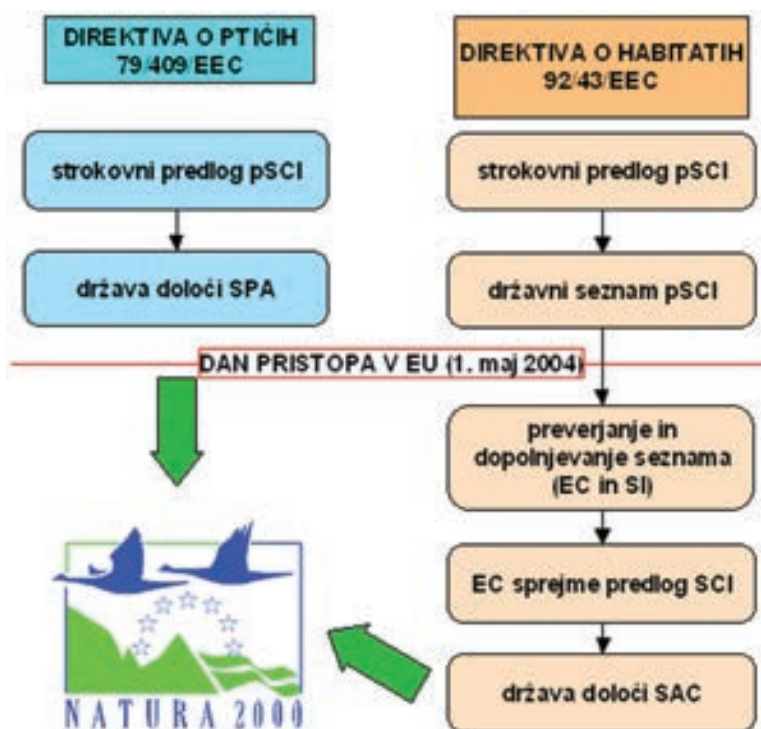 DIREKTIVA O PTIČIH
79/409/EEC
strokovni predlog pSCI
država določi SPA
DIREKTIVA O HABITATIH
92/43/EEC
strokovni predlog pSCI
državni seznam pSCI
DAN PRISTOPA V EU (1. maj 2004)
preverjanje in
dopolnjevanje seznama
(EC in SI)
EC sprejme predlog SCI
država določi SAC
NATURA 2000